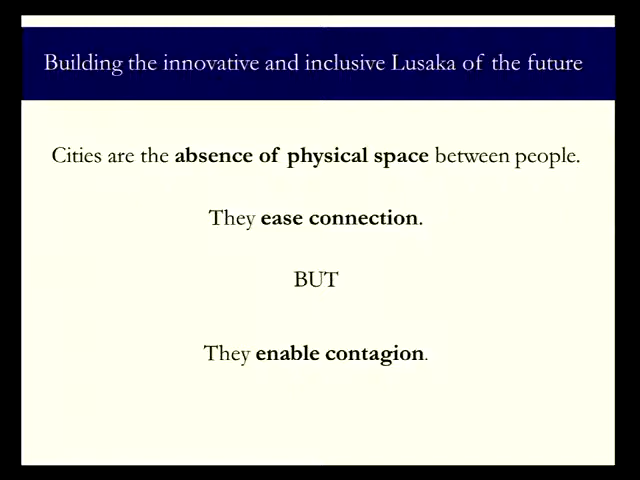 Building the innovative and inclusive Lusaka of the future
Cities are the absence of physical space between people.
They ease connection.
BUT
They enable contagion.